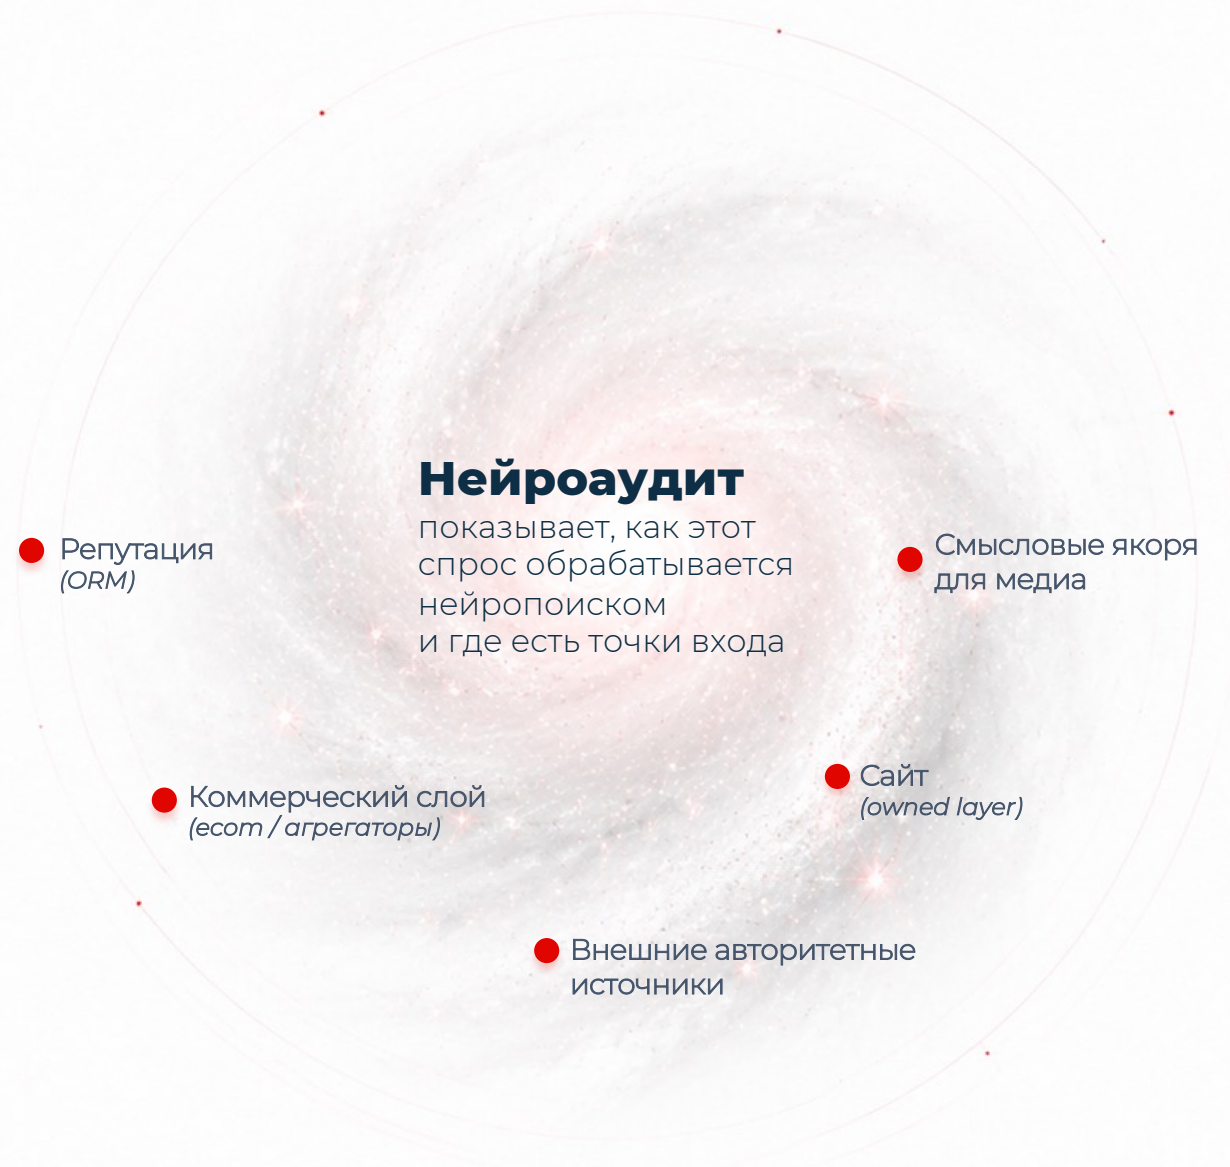 Нейроаудит
показывает, как этот
спрос обрабатывается
нейропоиском
и где есть точки входа
Репутация
(ORM)
Смысловые якоря
для медиа
Коммерческий слой
(ecom / агрегаторы)
Сайт
(owned layer)
Внешние авторитетные
источники